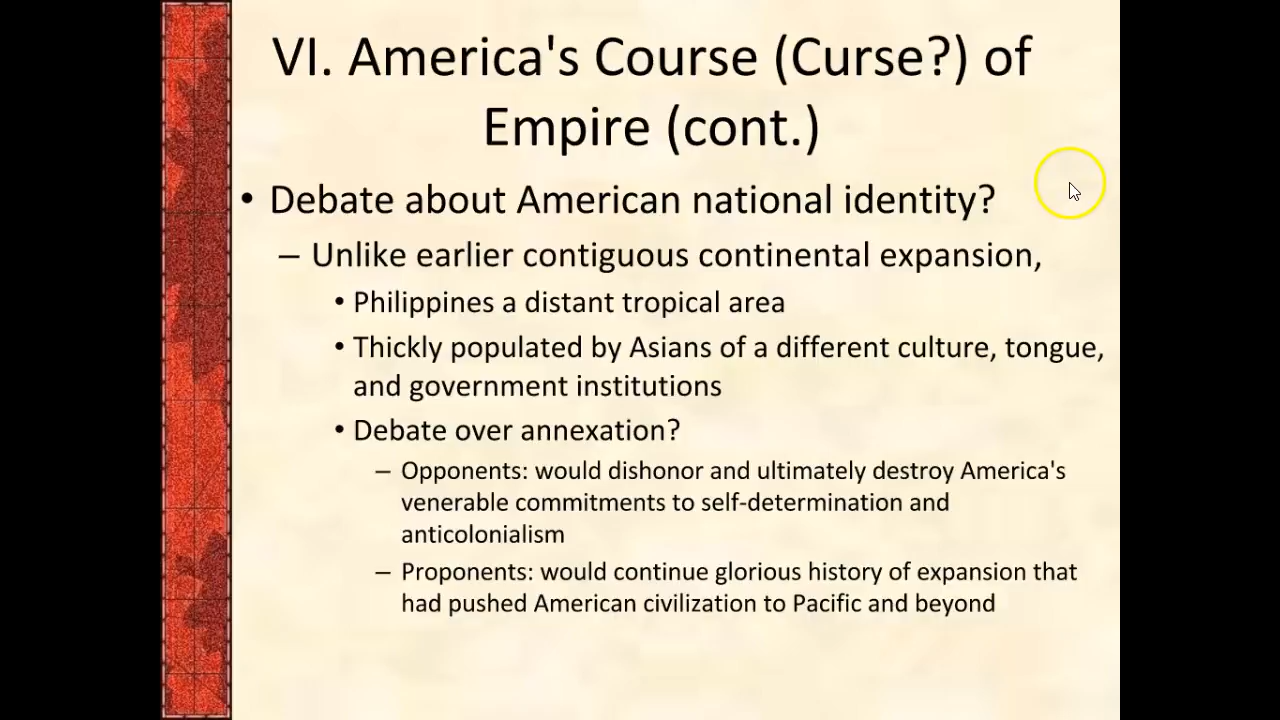 VI. America's Course (Curse?) of
Empire (cont.)
• Debate about American national identity?
– Unlike earlier contiguous continental expansion,
• Philippines a distant tropical area
• Thickly populated by Asians of a different culture, tongue,
and government institutions
• Debate over annexation?
– Opponents: would dishonor and ultimately destroy America's
venerable commitments to self-determination and
anticolonialism
– Proponents: would continue glorious history of expansion that
had pushed American civilization to Pacific and beyond